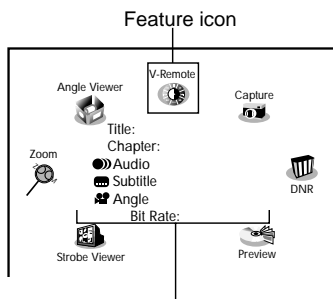 Feature icon
V-Remote
Angle Viewer
Capture
Title:
Chapter:
Zoom
Audio
Subtitle
DNR
Angle
Bit Rate:
Strobe Viewer
Preview